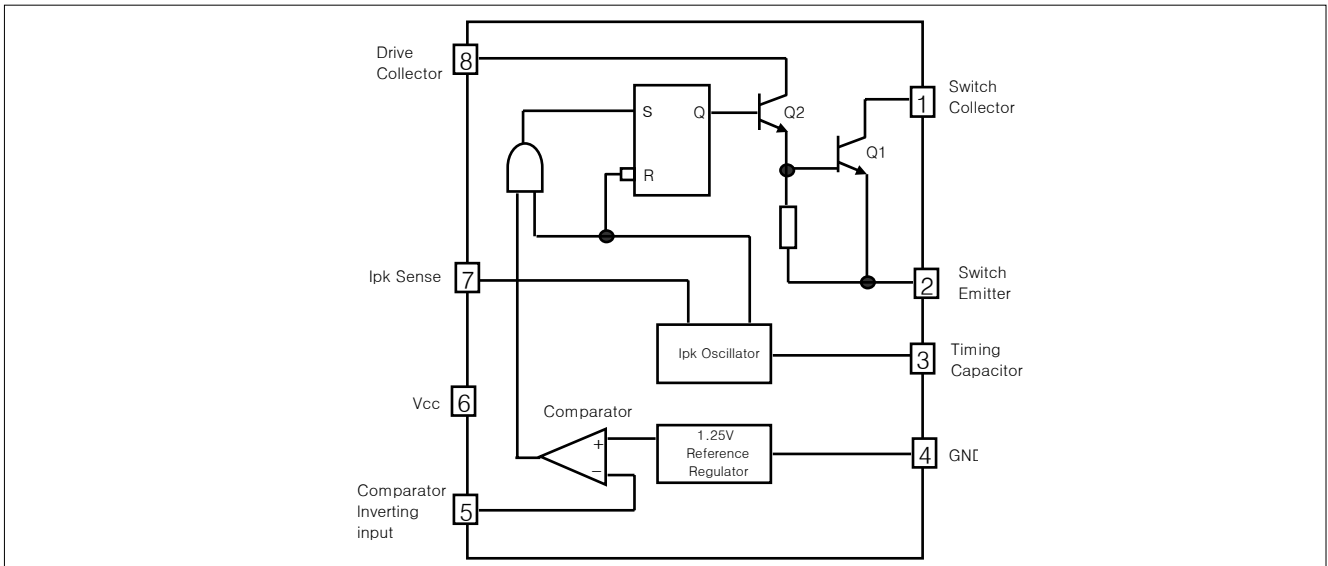 Drive
Collector
8
S
Q
Q2
1
Switch
Collector
Q1
R
Ipk Sense
7
2
Switch
Emitter
Ipk Oscillator
3
Timing
Capacitor
Vcc
6
Comparator
+
−
1.25V
Reference
Regulator
4
Comparator
Inverting
input
5